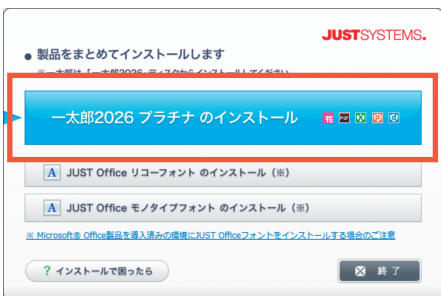 JUSTSYSTEMS.
● 製品をまとめてインストールします
※一太郎は「一太郎2026」ディスクからインストールしてください
一太郎2026 プラチナ のインストール
A JUST Office リコーフォント のインストール（※）
A JUST Office モノタイプフォント のインストール（※）
※ Microsoft® Office製品を導入済みの環境にJUST Officeフォントをインストールする場合のご注意
? インストールで困ったら
終了